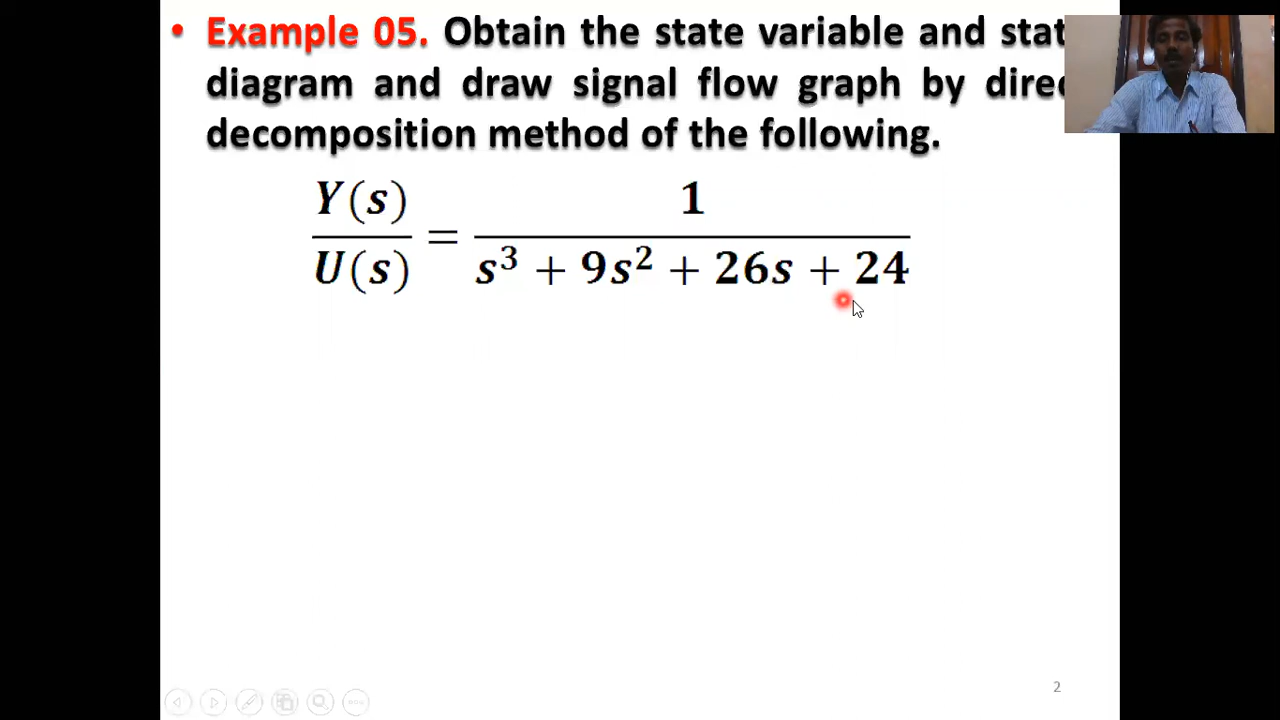 • Example 05. Obtain the state variable and stat
diagram and draw signal flow graph by direc
decomposition method of the following.
Y(s)/U(s) = 1/(s³ + 9s² + 26s + 24)
2